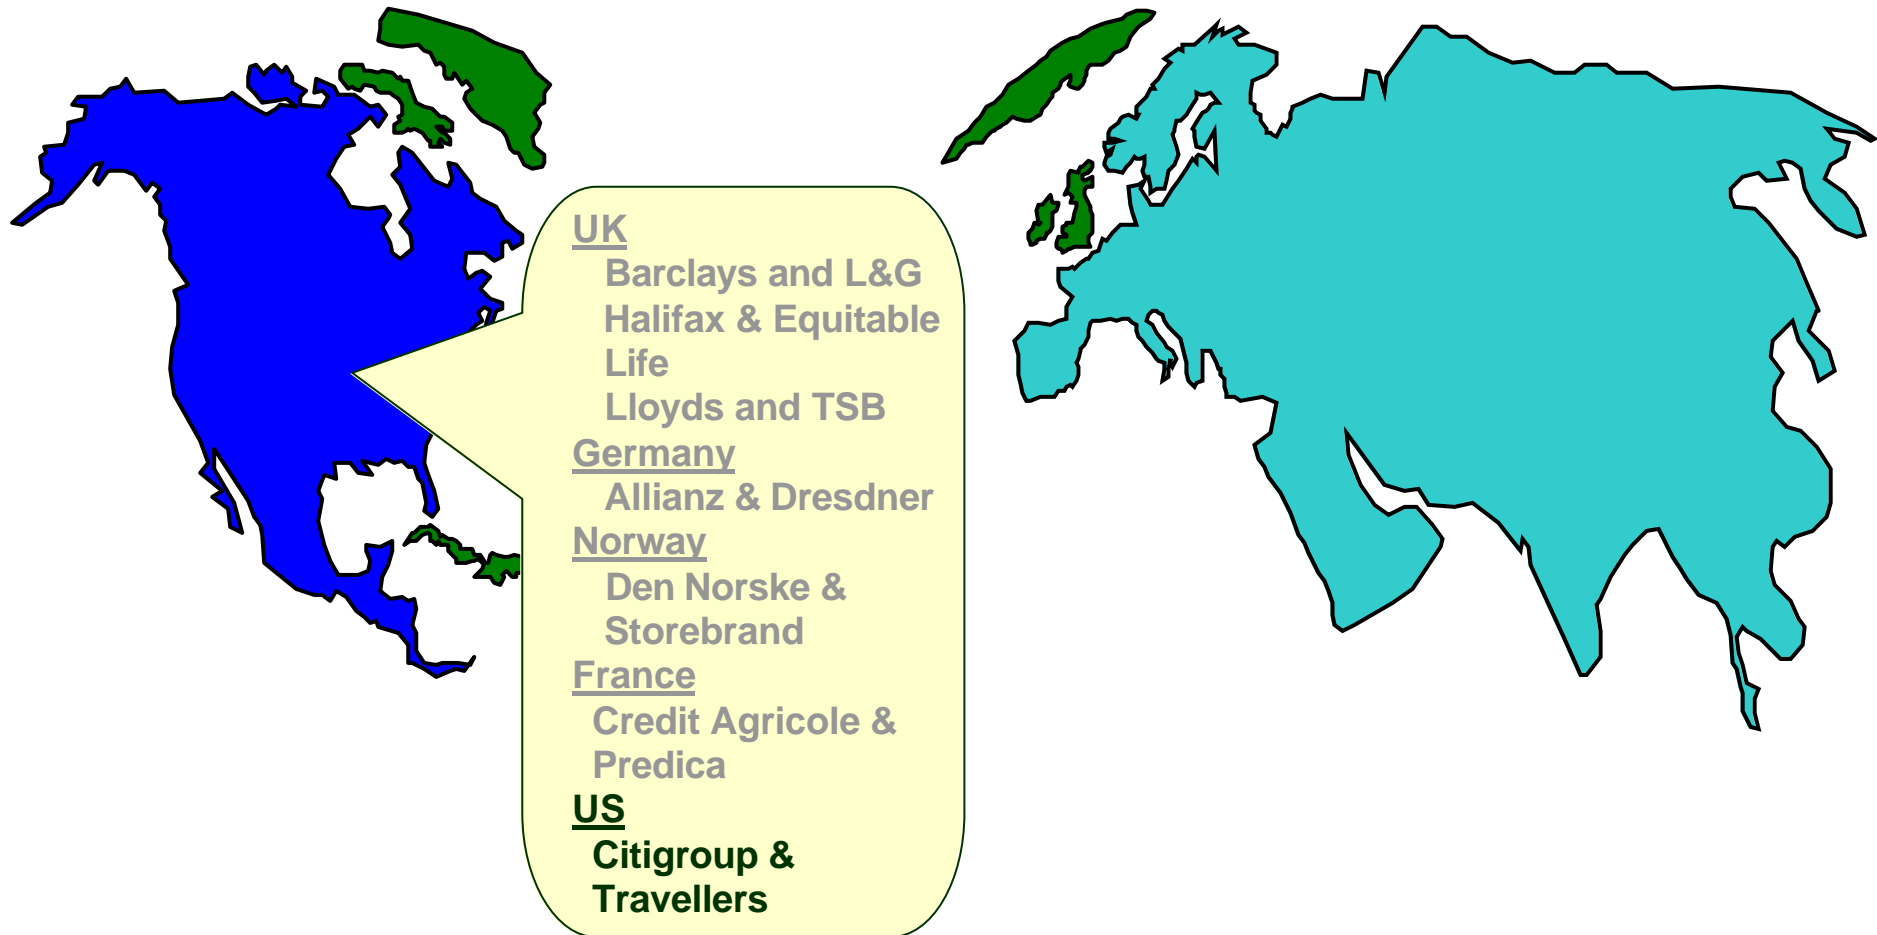 UK
Barclays and L&G
Halifax & Equitable
Life
Lloyds and TSB
Germany
Allianz & Dresdner
Norway
Den Norske &
Storebrand
France
Credit Agricole &
Predica
US
Citigroup &
Travellers